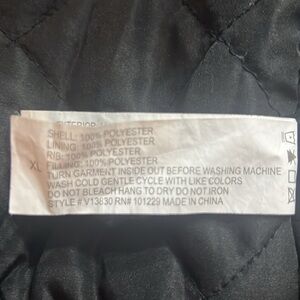 EXTERIOR
SHELL: 100% POLYESTER
LINING: 100% POLYESTER
RIB: 100% POLYESTER
XL FILLING: 100% POLYESTER
TURN GARMENT INSIDE OUT BEFORE WASHING MACHINE
WASH COLD GENTLE CYCLE WITH LIKE COLORS
DO NOT BLEACH HANG TO DRY DO NOT IRON
STYLE # V13830 RN# 101229 MADE IN CHINA